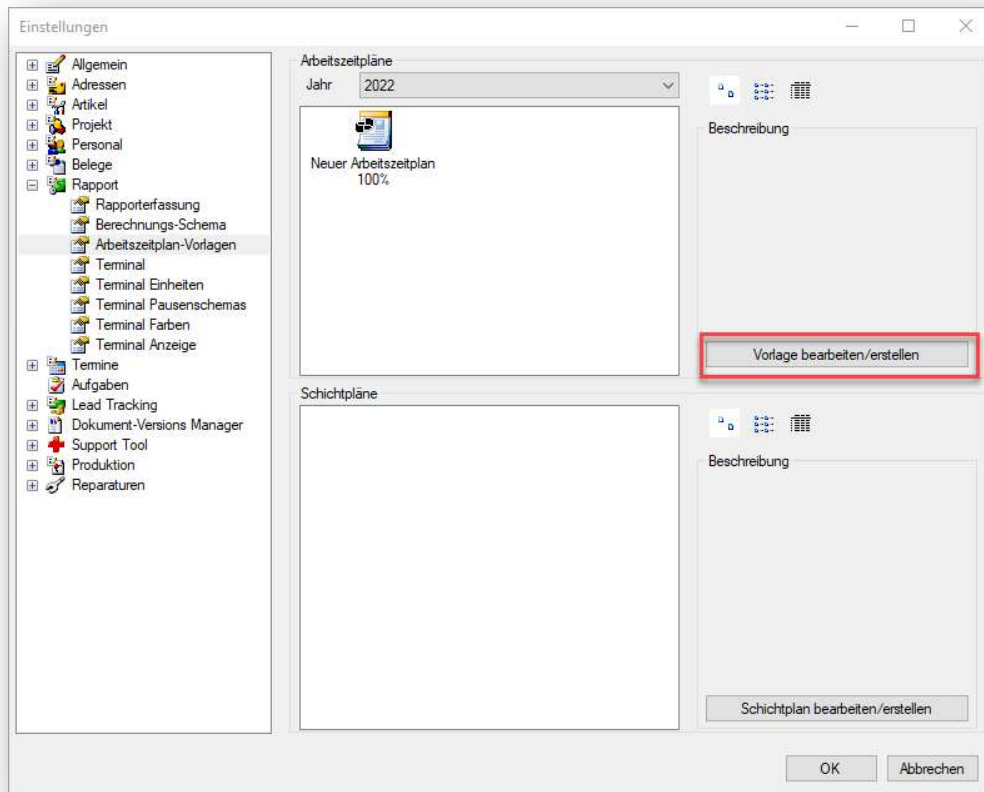 Einstellungen
Allgemein
Adressen
Artikel
Projekt
Personal
Belege
Rapport
Rapporterfassung
Berechnungs-Schema
Arbeitszeitplan-Vorlagen
Terminal
Terminal Einheiten
Terminal Pausenschemas
Terminal Farben
Terminal Anzeige
Termine
Aufgaben
Lead Tracking
Dokument-Versions Manager
Support Tool
Produktion
Reparaturen
Arbeitszeitpläne
Jahr 2022
Neuer Arbeitszeitplan
100%
Beschreibung
Vorlage bearbeiten/erstellen
Schichtpläne
Beschreibung
Schichtplan bearbeiten/erstellen
OK Abbrechen